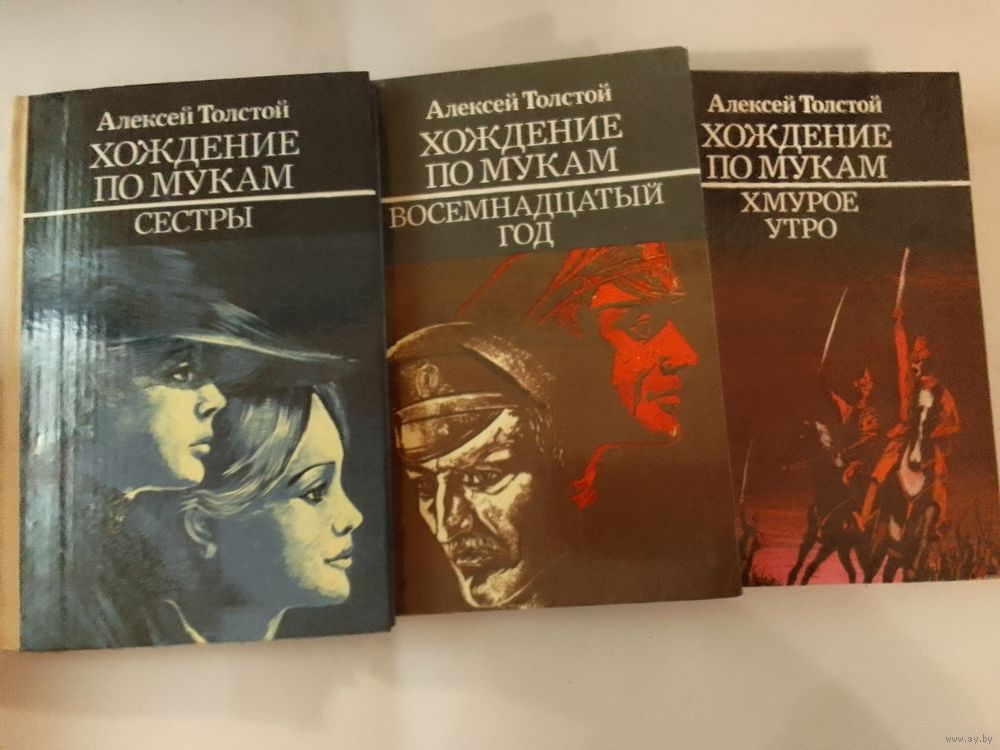 Алексей Толстой
ХОЖДЕНИЕ
ПО МУКАМ
СЕСТРЫ
Алексей Толстой
ХОЖДЕНИЕ
ПО МУКАМ
ВОСЕМНАДЦАТЫЙ
ГОД
Алексей Толстой
ХОЖДЕНИЕ
ПО МУКАМ
ХМУРОЕ
УТРО
www.ay.by